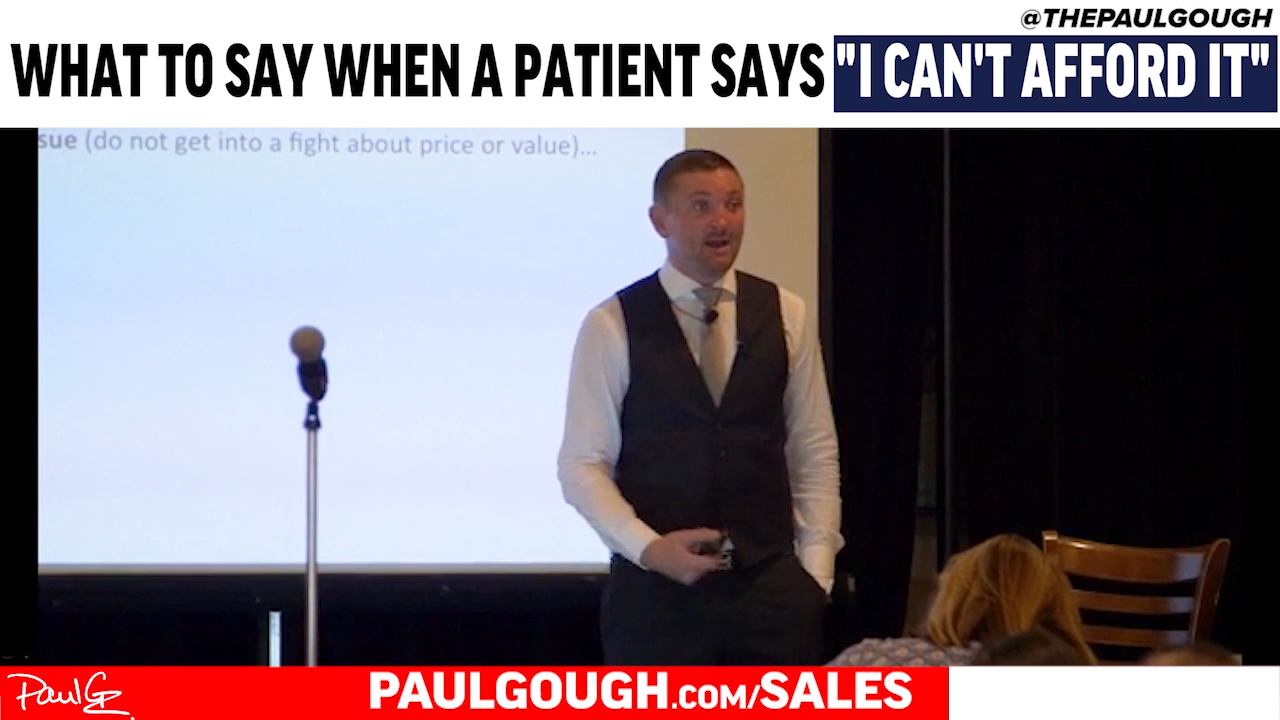 @THEPAULGOUGH
WHAT TO SAY WHEN A PATIENT SAYS "I CAN'T AFFORD IT"
sue (do not get into a fight about price or value)...
PaulG
PAULGOUGH.COM/SALES